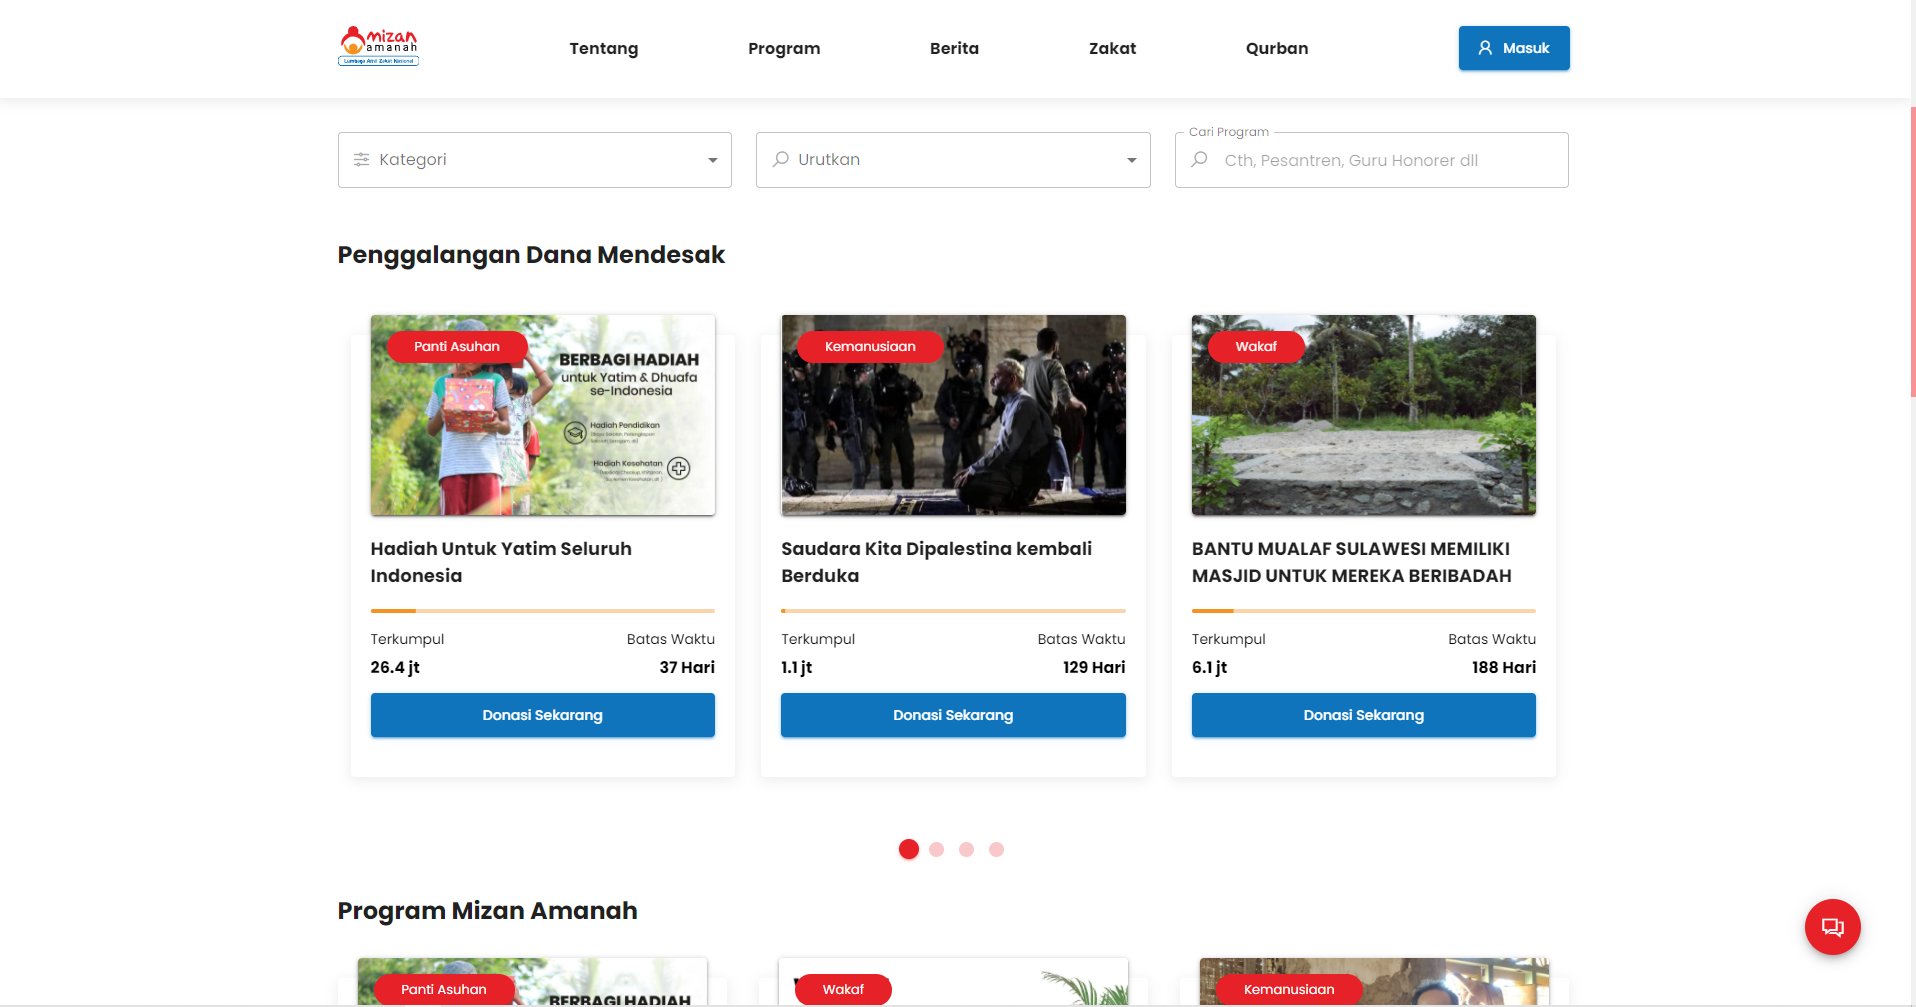 mizan
amanah
Lembaga Amil Zakat Nasional
Tentang
Program
Berita
Zakat
Qurban
Masuk
Kategori
Urutkan
Cari Program
Cth, Pesantren, Guru Honorer dll
Penggalangan Dana Mendesak
Panti Asuhan
BERBAGI HADIAH
untuk Yatim & Dhuafa
se-Indonesia
Hadiah Pendidikan
Hadiah Kesehatan
Hadiah Untuk Yatim Seluruh
Indonesia
Terkumpul
Batas Waktu
26.4 jt
37 Hari
Donasi Sekarang
Kemanusiaan
Saudara Kita Dipalestina kembali
Berduka
Terkumpul
Batas Waktu
1.1 jt
129 Hari
Donasi Sekarang
Wakaf
BANTU MUALAF SULAWESI MEMILIKI
MASJID UNTUK MEREKA BERIBADAH
Terkumpul
Batas Waktu
6.1 jt
188 Hari
Donasi Sekarang
Program Mizan Amanah
Panti Asuhan
BERBAGI HADIAH
Wakaf
Kemanusiaan